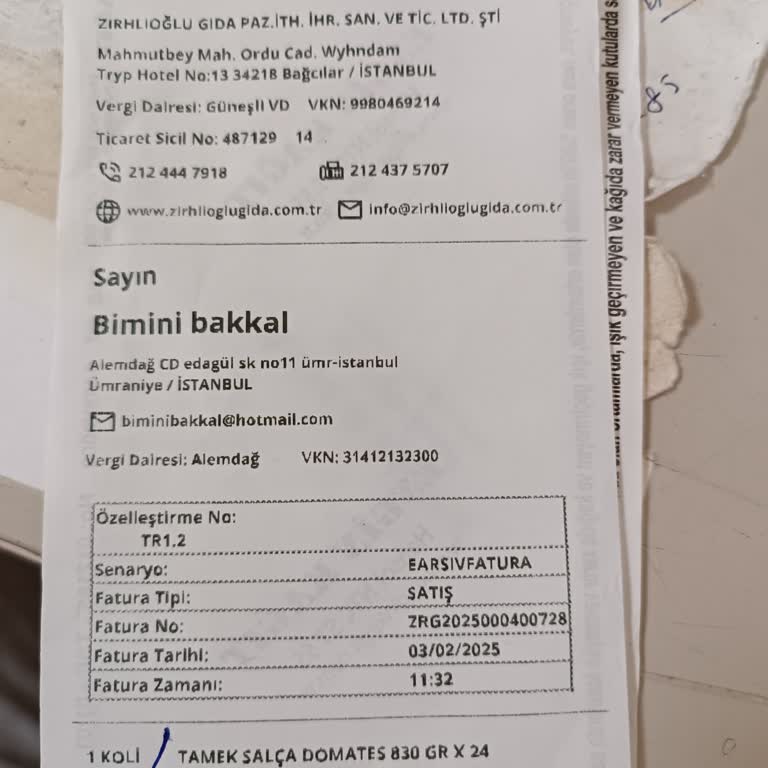 ZIRHLIOĞLU GIDA PAZ.İTH. İHR. SAN. VE TİC. LTD. ŞTİ
Mahmutbey Mah. Ordu Cad. Wyhndam
Tryp Hotel No:13 34218 Bağcılar / İSTANBUL
Vergi Dairesi: Güneşli VD VKN: 9980469214
Ticaret Sicil No: 487129 14
212 444 7918 212 437 5707
www.zirhlioglugida.com.tr info@zirhlioglugida.com.tr
Sayın
Bimini bakkal
Alemdağ CD edagül sk no11 ümr-istanbul
Ümraniye / İSTANBUL
biminibakkal@hotmail.com
Vergi Dairesi: Alemdağ VKN: 31412132300
Özelleştirme No:
TR1.2
Senaryo: EARSIVFATURA
Fatura Tipi: SATIŞ
Fatura No: ZRG2025000400728
Fatura Tarihi: 03/02/2025
Fatura Zamanı: 11:32
1 KOLİ TAMEK SALÇA DOMATES 830 GR X 24
ışık geçirmeyen ve kağıda zarar vermeyen kutularda
85